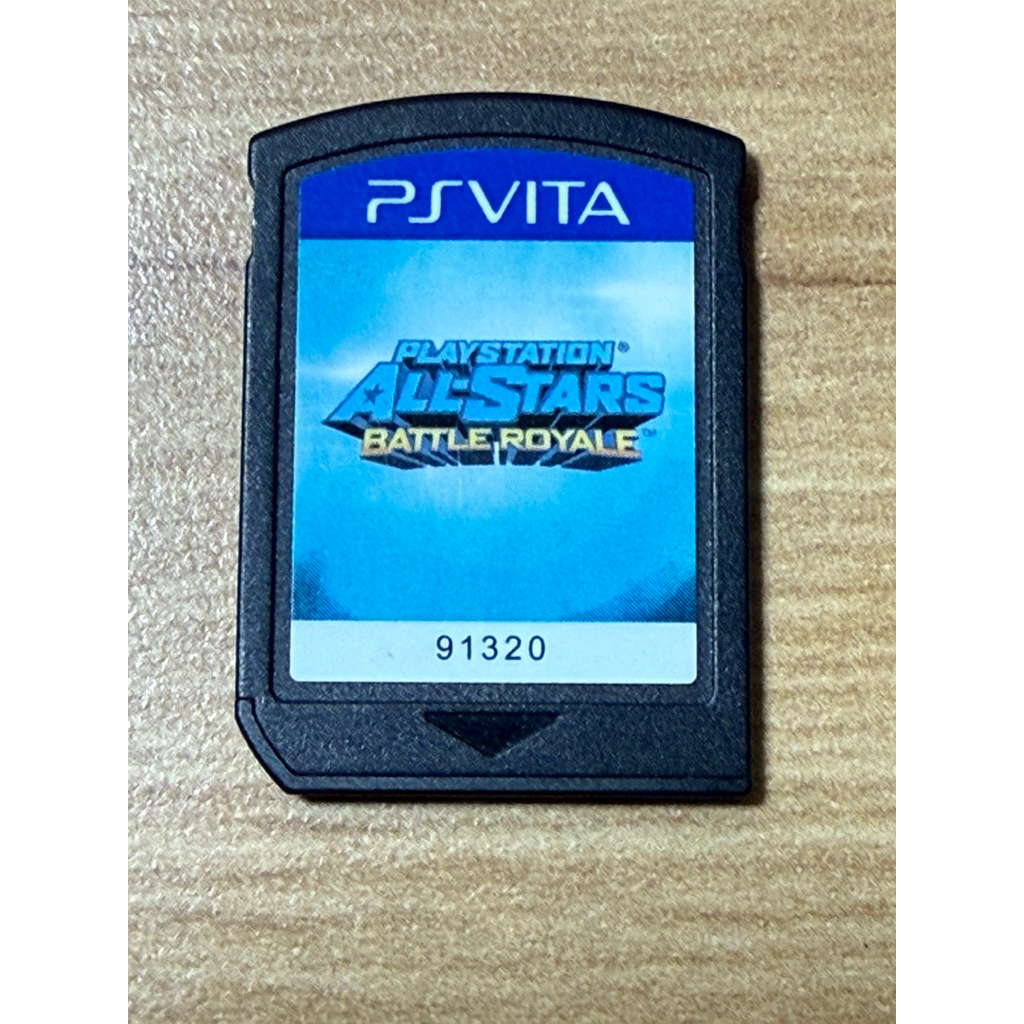 PSVITA
PLAYSTATION®
ALL-STARS
BATTLE ROYALE™
91320